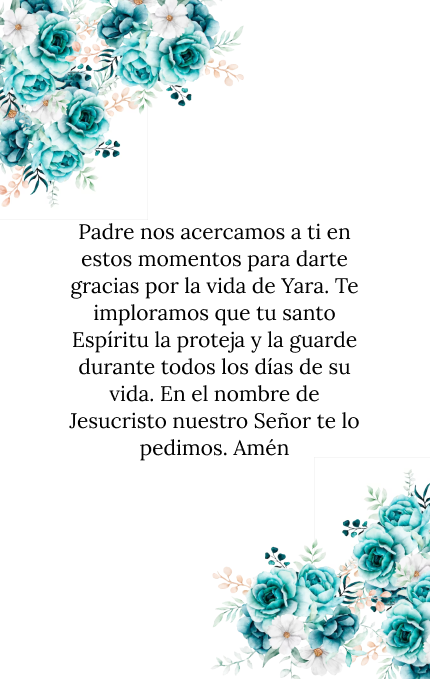 Padre nos acercamos a ti en
estos momentos para darte
gracias por la vida de Yara. Te
imploramos que tu santo
Espíritu la proteja y la guarde
durante todos los días de su
vida. En el nombre de
Jesucristo nuestro Señor te lo
pedimos. Amén